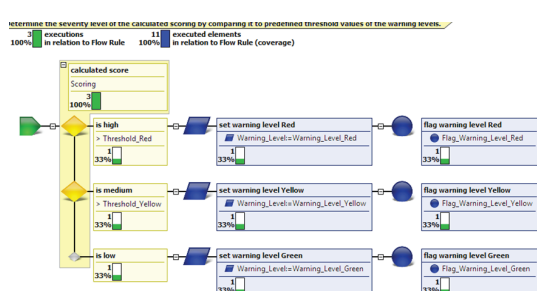 determine the severity level of the calculated scoring by comparing it to predefined threshold values of the warning levels.
3 executions
100% in relation to Flow Rule
11 executed elements
100% in relation to Flow Rule (coverage)
calculated score
Scoring
3
100%
is high
> Threshold_Red
1
33%
set warning level Red
Warning_Level:=Warning_Level_Red
1
33%
flag warning level Red
Flag_Warning_Level_Red
1
33%
is medium
> Threshold_Yellow
1
33%
set warning level Yellow
Warning_Level:=Warning_Level_Yellow
1
33%
flag warning level Yellow
Flag_Warning_Level_Yellow
1
33%
is low
1
33%
set warning level Green
Warning_Level:=Warning_Level_Green
1
33%
flag warning level Green
Flag_Warning_Level_Green
1
33%